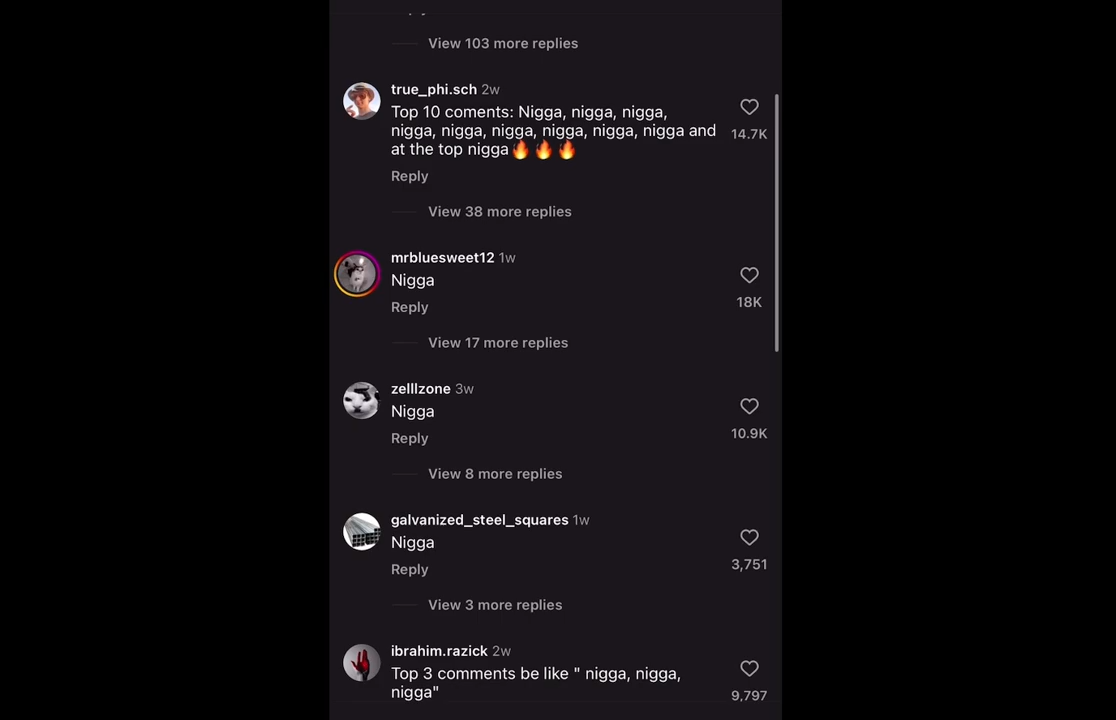 View 103 more replies
true_phi.sch 2w
Top 10 coments: Nigga, nigga, nigga,
nigga, nigga, nigga, nigga, nigga, nigga and
at the top nigga🔥🔥🔥
14.7K
Reply
View 38 more replies
mrbluesweet12 1w
Nigga
18K
Reply
View 17 more replies
zelllzone 3w
Nigga
10.9K
Reply
View 8 more replies
galvanized_steel_squares 1w
Nigga
3,751
Reply
View 3 more replies
ibrahim.razick 2w
Top 3 comments be like " nigga, nigga,
nigga"
9,797